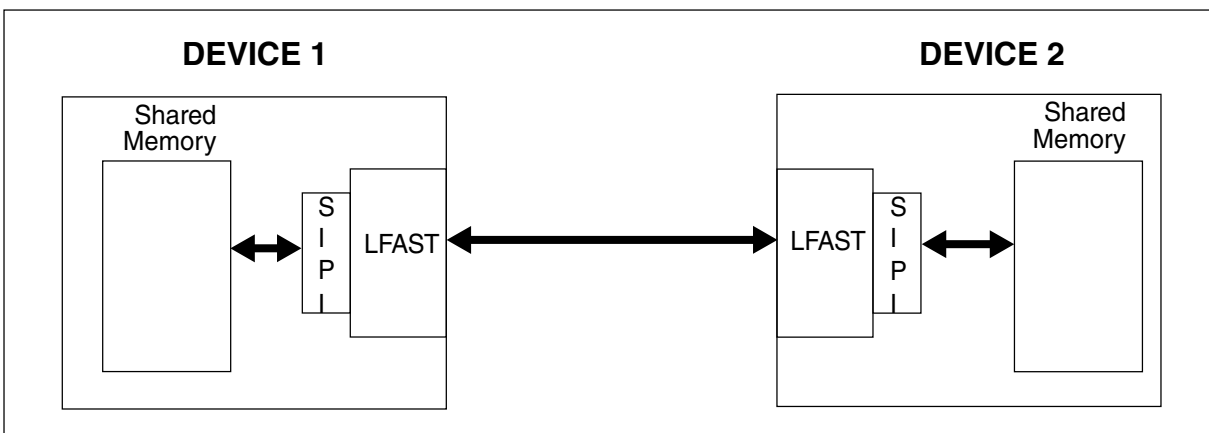 DEVICE 1
DEVICE 2
Shared
Memory
S
I
P
I
LFAST
LFAST
S
I
P
I
Shared
Memory